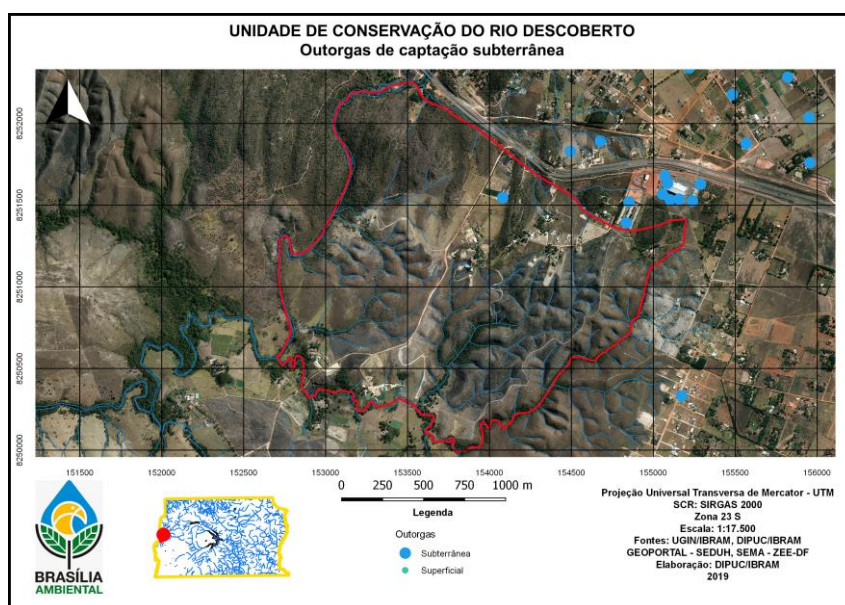 UNIDADE DE CONSERVAÇÃO DO RIO DESCOBERTO
Outorgas de captação subterrânea
8252000
8251500
8251000
8250500
8250000
151500 152000 152500 153000 153500 154000 154500 155000 155500 156000
0 250 500 750 1000 m
Legenda
Outorgas
Subterrânea
Superficial
BRASÍLIA
AMBIENTAL
Projeção Universal Transversa de Mercator - UTM
SCR: SIRGAS 2000
Zona 23 S
Escala: 1:17.500
Fontes: UGIN/IBRAM, DIPUC/IBRAM
GEOPORTAL - SEDUH, SEMA - ZEE-DF
Elaboração: DIPUC/IBRAM
2019